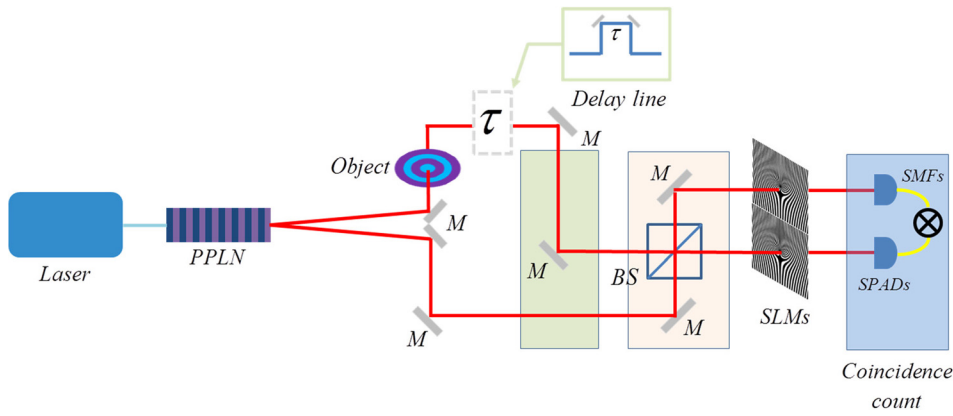 τ
Delay line
τ
M
Object
M
SMFs
M
Laser
PPLN
M
BS
SPADs
M
M
SLMs
Coincidence
count